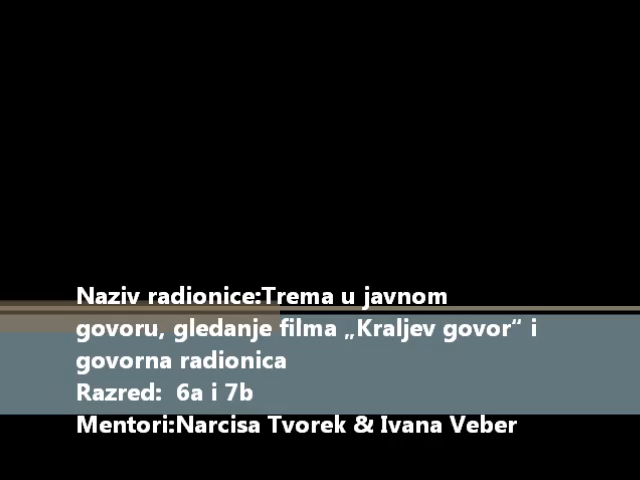 Naziv radionice:Trema u javnom
govoru, gledanje filma „Kraljev govor“ i
govorna radionica
Razred:  6a i 7b
Mentori:Narcisa Tvorek & Ivana Veber